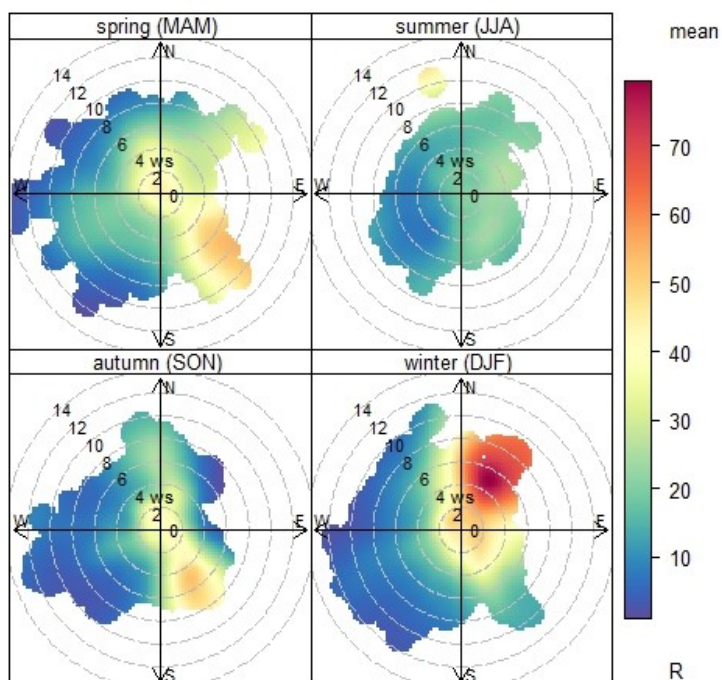 spring (MAM)
N
14
12
10
8
6
4 ws
2
0
W
E
S
summer (JJA)
N
14
12
10
8
6
4 ws
2
0
W
E
S
mean
70
60
50
40
30
20
10
R
autumn (SON)
N
14
12
10
8
6
4 ws
2
0
W
E
S
winter (DJF)
N
14
12
10
8
6
4 ws
2
0
W
E
S